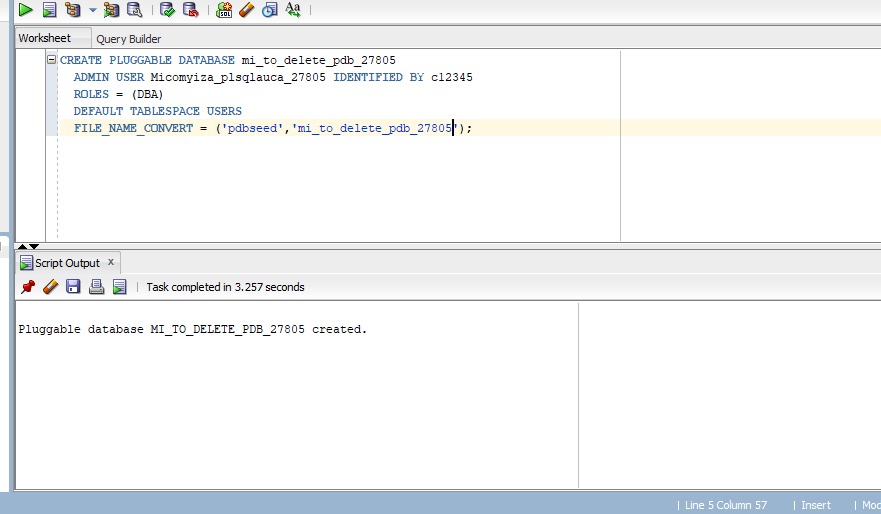 Aa
SQL
Worksheet Query Builder
CREATE PLUGGABLE DATABASE mi_to_delete_pdb_27805
ADMIN USER Micomyiza_plsqlauca_27805 IDENTIFIED BY c12345
ROLES = (DBA)
DEFAULT TABLESPACE USERS
FILE_NAME_CONVERT = ('pdbseed','mi_to_delete_pdb_27805');
Script Output x
Task completed in 3.257 seconds
Pluggable database MI_TO_DELETE_PDB_27805 created.
Line 5 Column 57 Insert